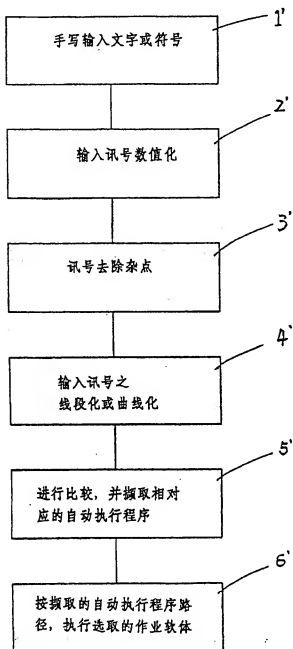 1'
手写输入文字或符号
2'
输入讯号数值化
3'
讯号去除杂点
4'
输入讯号之
线段化或曲线化
5'
进行比较，并撷取相对
应的自动执行程序
6'
按撷取的自动执行程序路
径，执行选取的作业软体